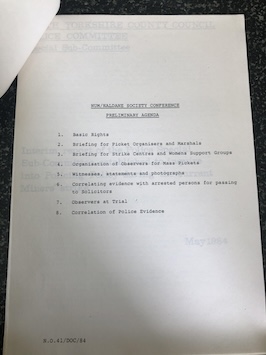 NUM/HALDANE SOCIETY CONFERENCE
PRELIMINARY AGENDA
1. Basic Rights
2. Briefing for Picket Organisers and Marshals
3. Briefing for Strike Centres and Womens Support Groups
4. Organisation of Observers for Mass Pickets
5. Witnesses, statements and photographs
6. Correlating evidence with arrested persons for passing
to Solicitors
7. Observers at Trial
8. Correlation of Police Evidence
May 1984
N.O.41/DOC/84